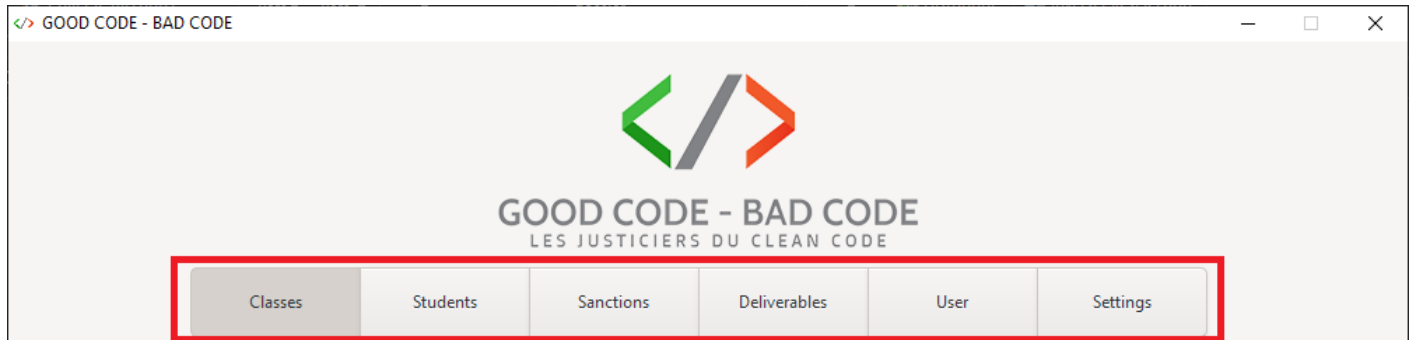 </> GOOD CODE - BAD CODE
GOOD CODE - BAD CODE
LES JUSTICIERS DU CLEAN CODE
Classes Students Sanctions Deliverables User Settings